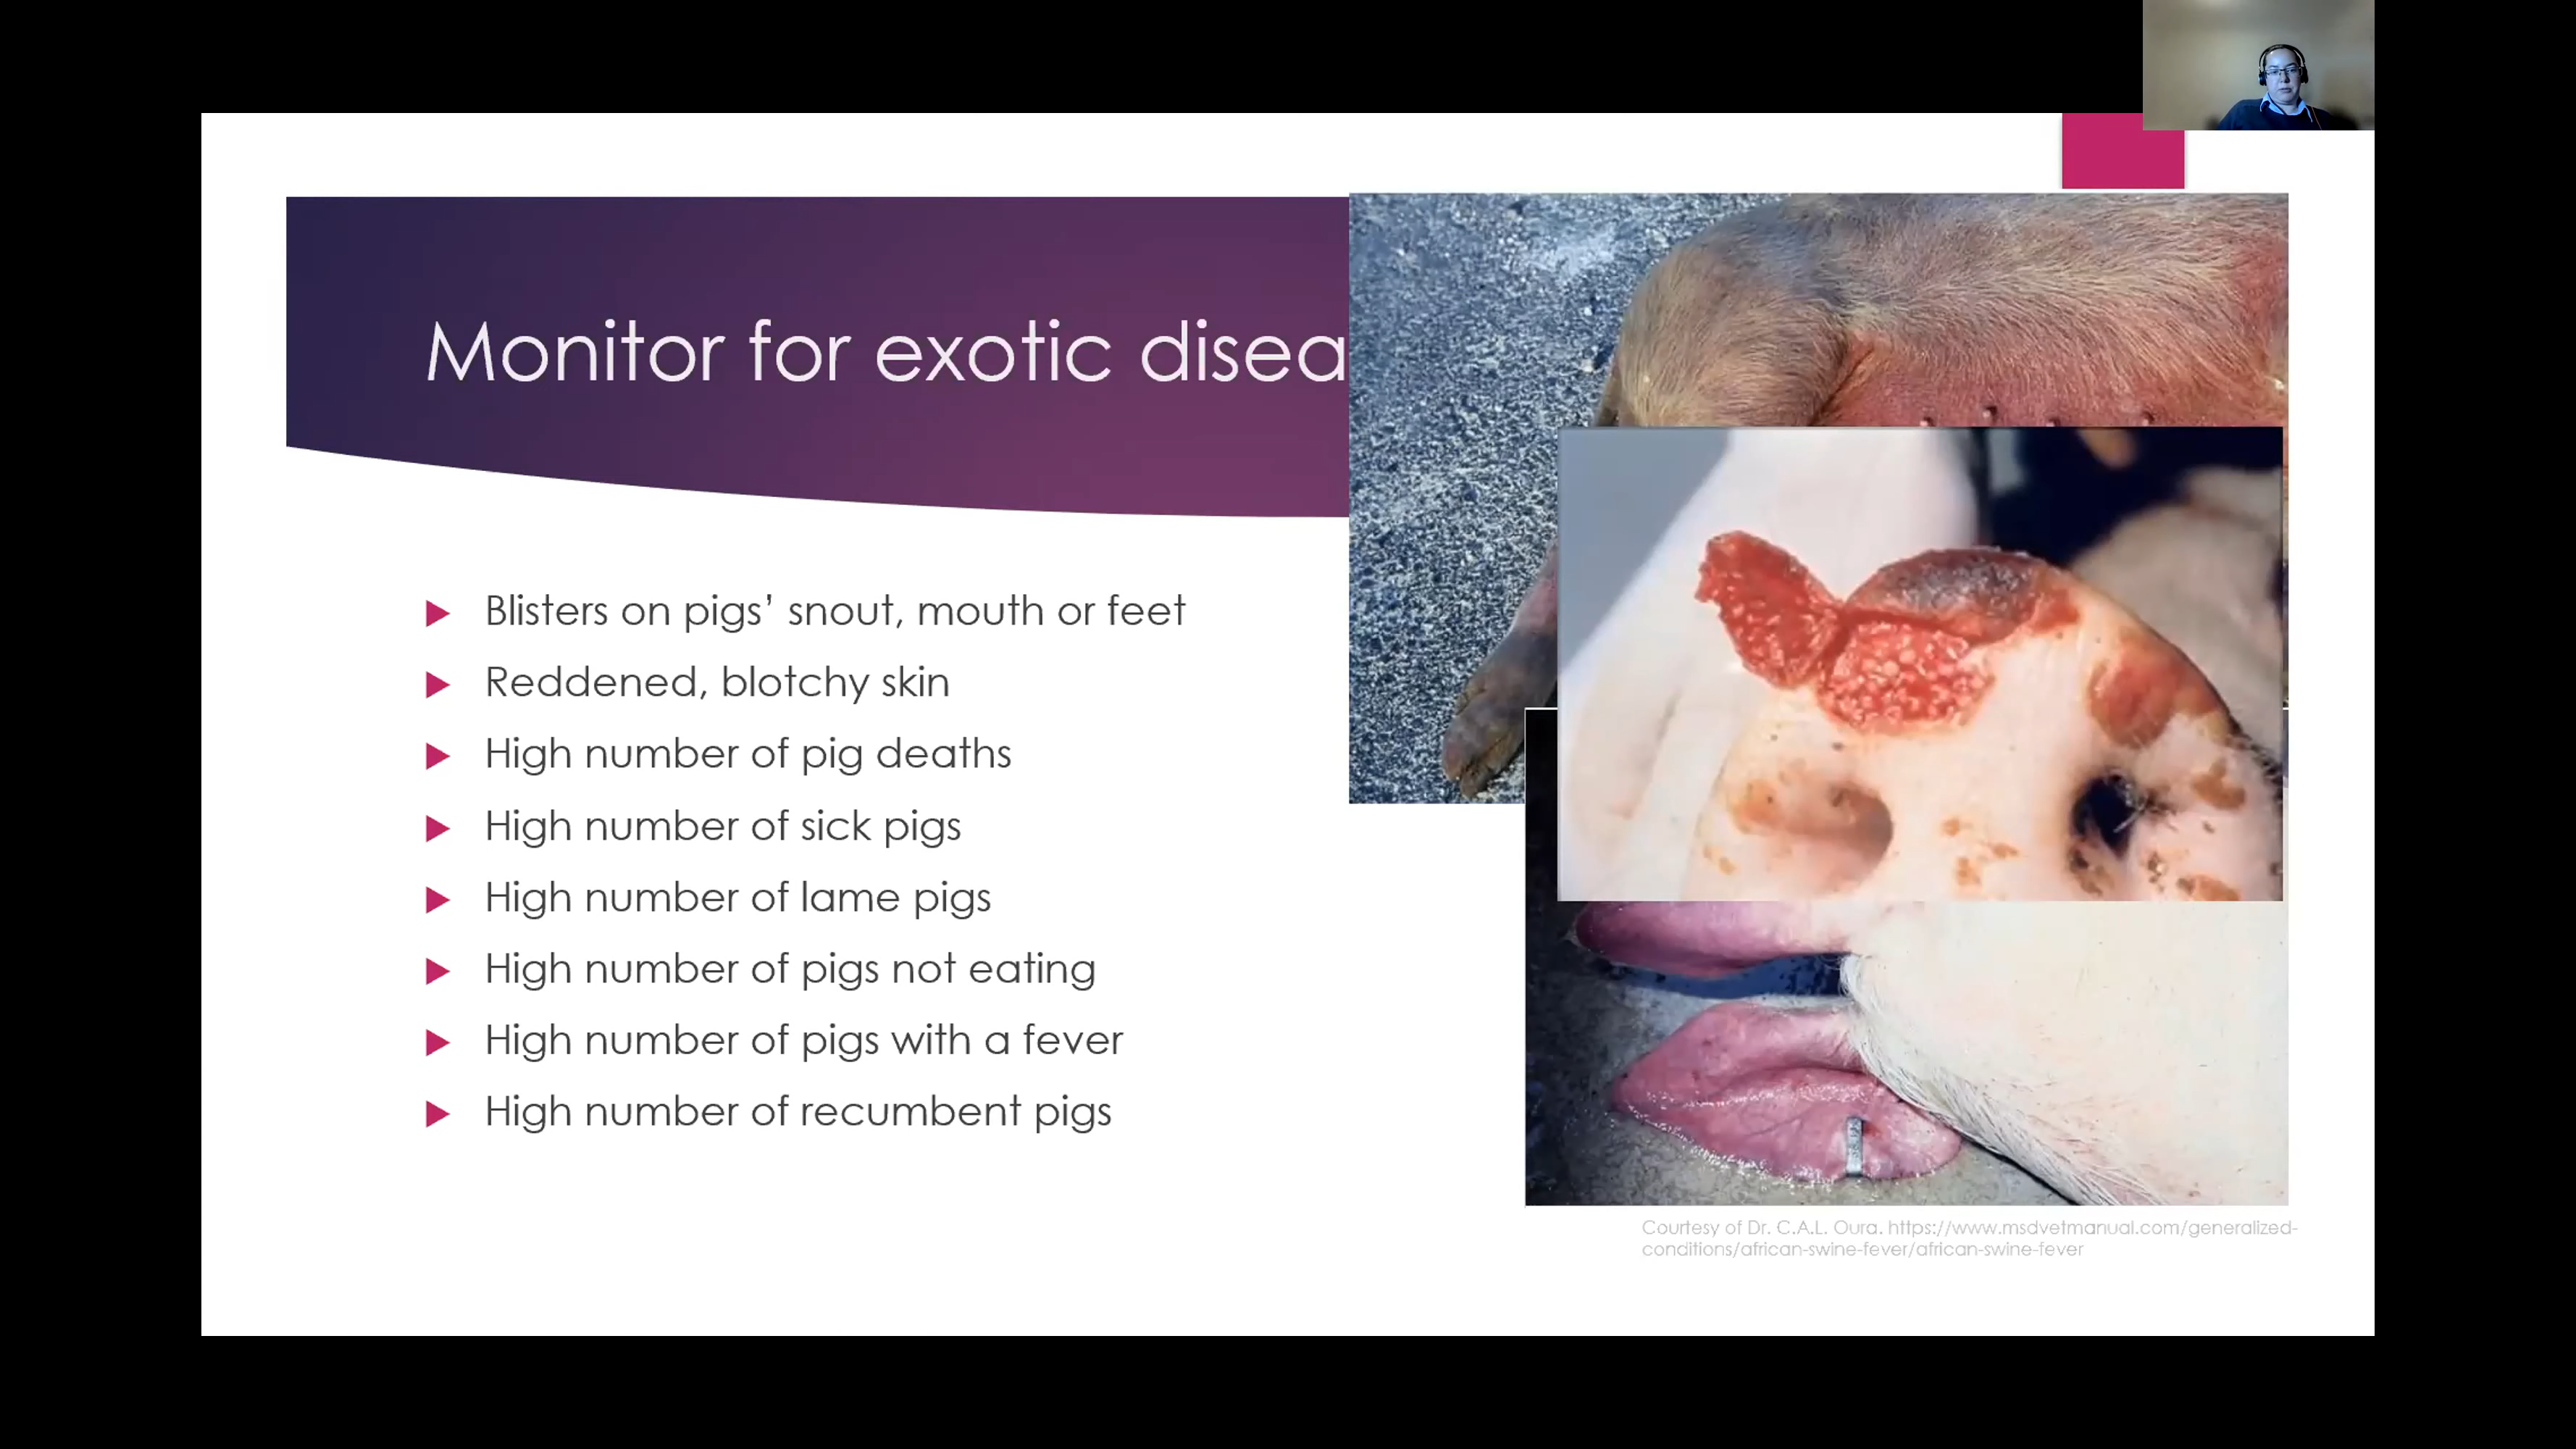 Monitor for exotic disea
Blisters on pigs’ snout, mouth or feet
Reddened, blotchy skin
High number of pig deaths
High number of sick pigs
High number of lame pigs
High number of pigs not eating
High number of pigs with a fever
High number of recumbent pigs
Courtesy of Dr. C.A.L. Oura. https://www.msdvetmanual.com/generalized-
conditions/african-swine-fever/african-swine-fever